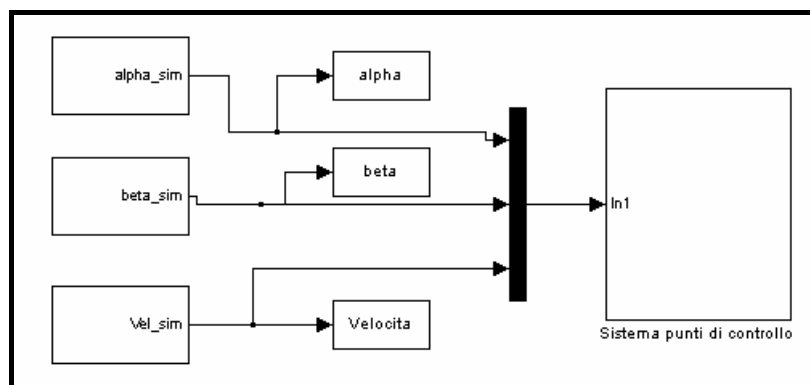 alpha_sim
alpha
beta_sim
beta
Vel_sim
Velocita
In1
Sistema punti di controllo